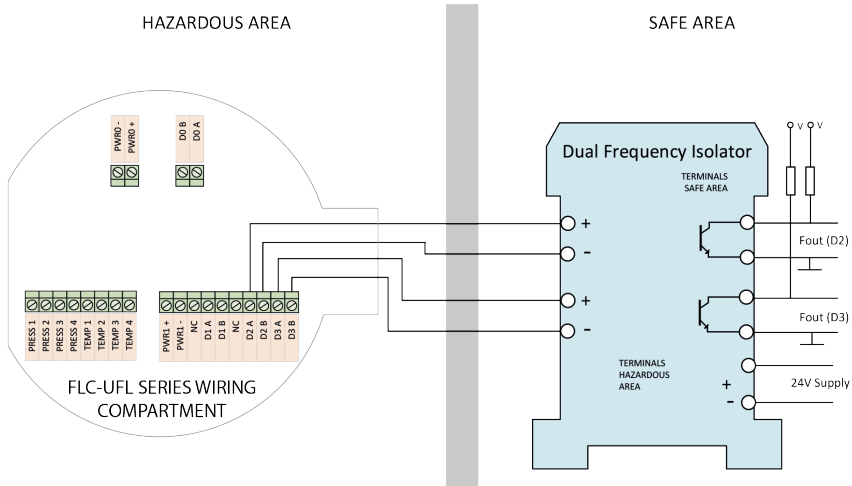 HAZARDOUS AREA
SAFE AREA
PWR0 -
PWR0 +
D0 B
D0 A
V
V
Dual Frequency Isolator
TERMINALS
SAFE AREA
+
-
Fout (D2)
+
-
Fout (D3)
PRESS 1
PRESS 2
PRESS 3
PRESS 4
TEMP 1
TEMP 2
TEMP 3
TEMP 4
PWR1 +
PWR1 -
NC
D1 A
D1 B
NC
D2 A
D2 B
D3 A
D3 B
TERMINALS
HAZARDOUS
AREA
+
-
24V Supply
FLC-UFL SERIES WIRING
COMPARTMENT